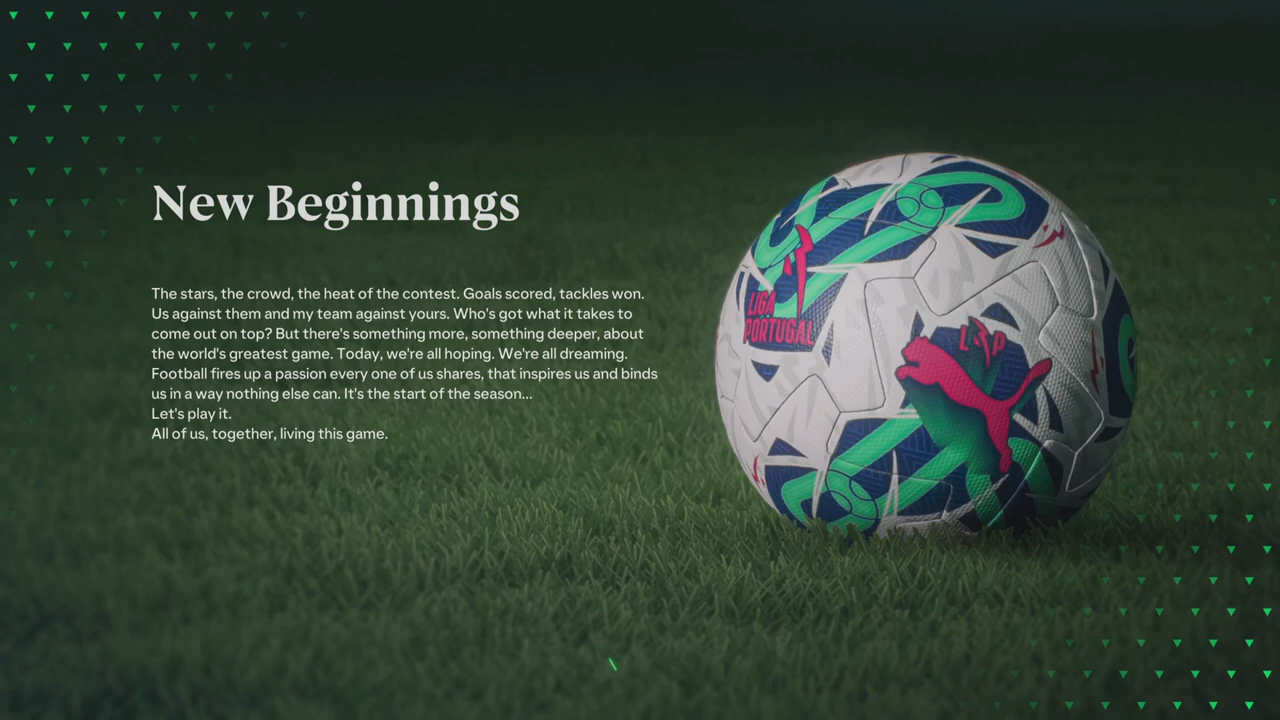 New Beginnings
The stars, the crowd, the heat of the contest. Goals scored, tackles won.
Us against them and my team against yours. Who's got what it takes to
come out on top? But there's something more, something deeper, about
the world's greatest game. Today, we're all hoping. We're all dreaming.
Football fires up a passion every one of us shares, that inspires us and binds
us in a way nothing else can. It's the start of the season...
Let's play it.
All of us, together, living this game.
LIGA
PORTUGAL
L P